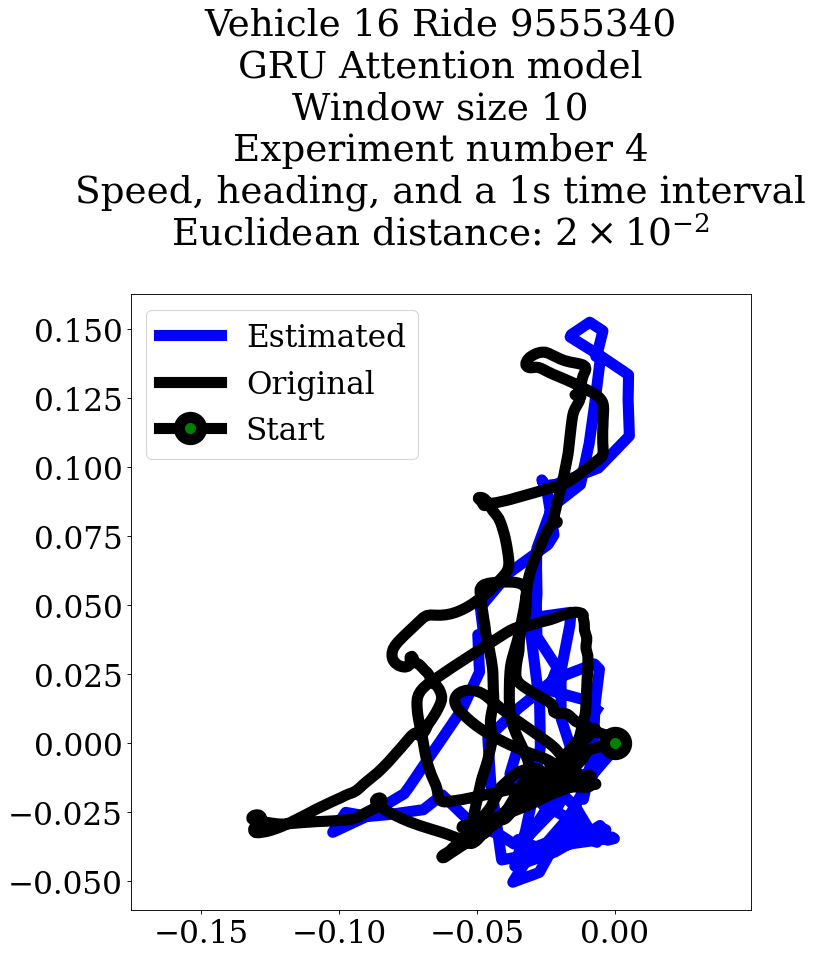 Vehicle 16 Ride 9555340
GRU Attention model
Window size 10
Experiment number 4
Speed, heading, and a 1s time interval
Euclidean distance: 2 × 10⁻²
Estimated
Original
Start
0.150
0.125
0.100
0.075
0.050
0.025
0.000
−0.025
−0.050
−0.15 −0.10 −0.05 0.00